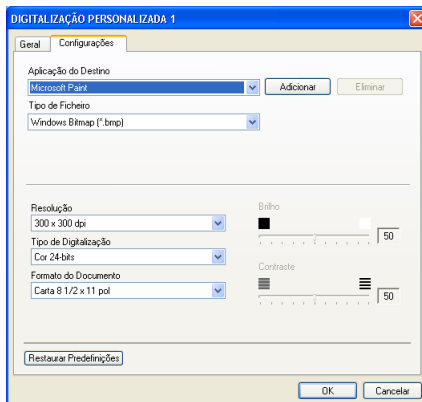 DIGITALIZAÇÃO PERSONALIZADA 1
Geral
Configurações
Aplicação do Destino
Microsoft Paint
Adicionar
Eliminar
Tipo de Ficheiro
Windows Bitmap (*.bmp)
Resolução
300 x 300 dpi
Tipo de Digitalização
Cor 24-bits
Formato do Documento
Carta 8 1/2 x 11 pol
Brilho
50
Contraste
50
Restaurar Predefinições
OK
Cancelar